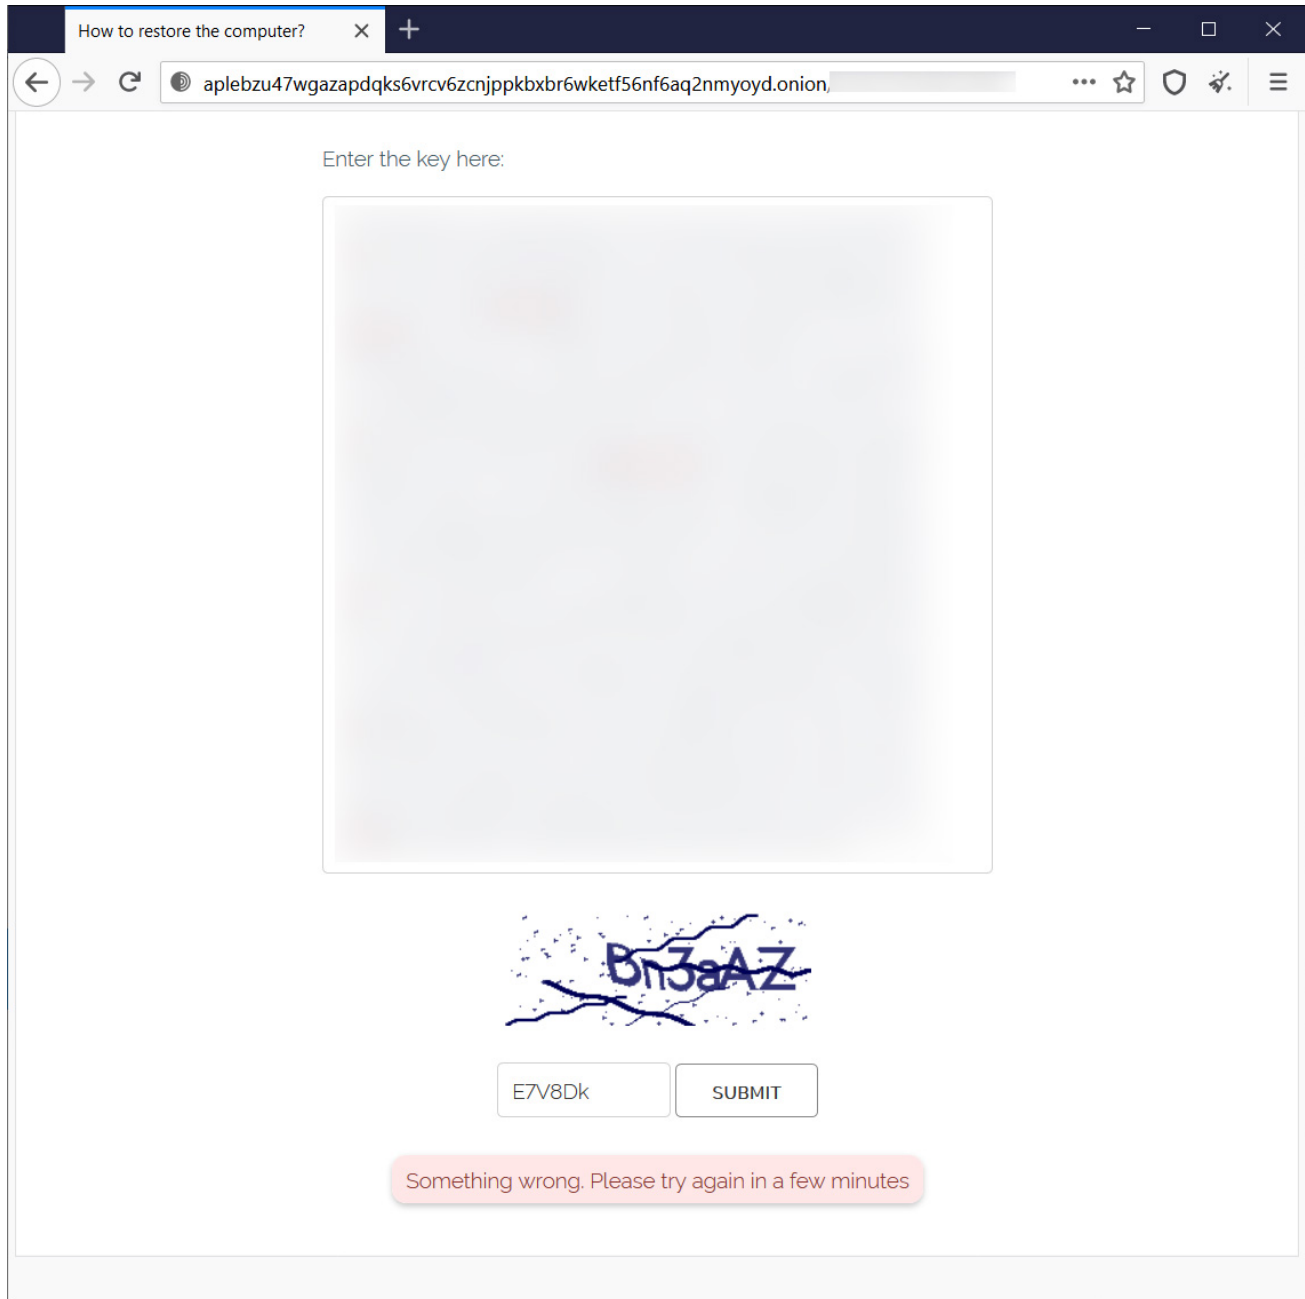 How to restore the computer?
aplebzu47wgazapdqks6vrcv6zcnjppkbxbr6wketf56nf6aq2nmyoyd.onion/
Enter the key here:
Bn3aAZ
E7V8Dk
SUBMIT
Something wrong. Please try again in a few minutes